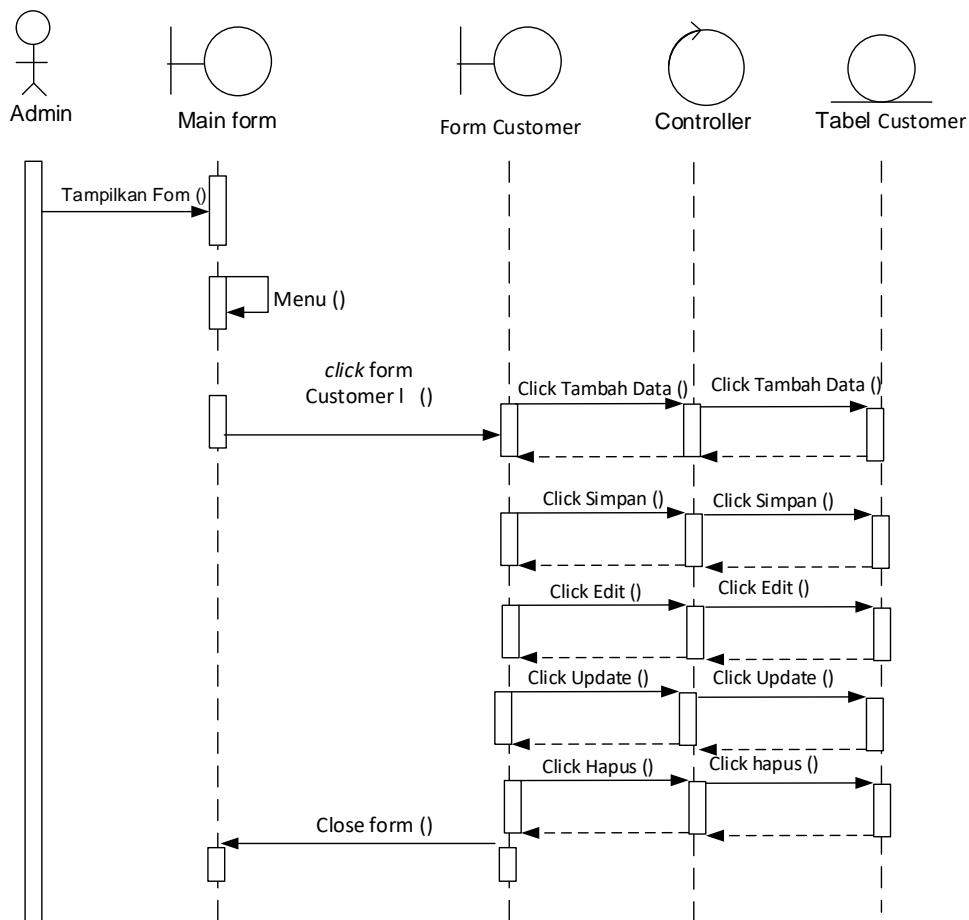 Admin
Main form
Form Customer
Controller
Tabel Customer
Tampilkan Fom ()
Menu ()
click form
Customer l ()
Click Tambah Data ()
Click Tambah Data ()
Click Simpan ()
Click Simpan ()
Click Edit ()
Click Edit ()
Click Update ()
Click Update ()
Click Hapus ()
Click hapus ()
Close form ()